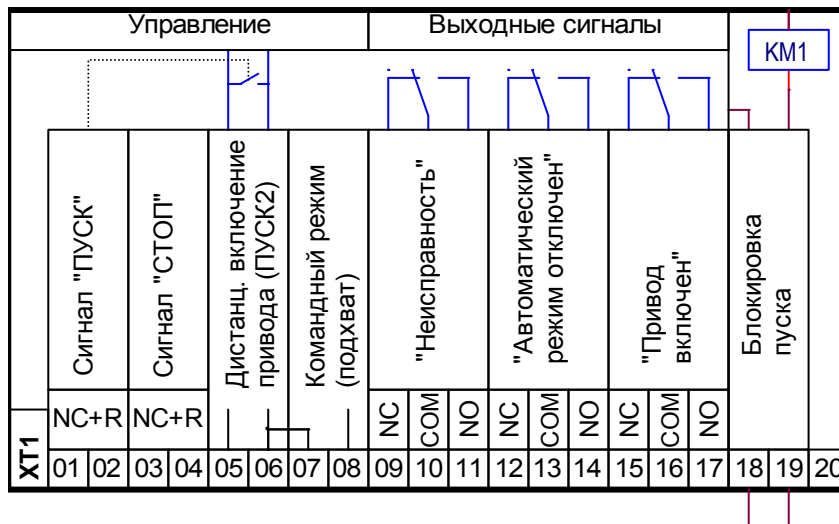 Управление
Выходные сигналы
KM1
Сигнал "ПУСК"
Сигнал "СТОП"
Дистанц. включение
привода (ПУСК2)
Командный режим
(подхват)
"Неисправность"
"Автоматический
режим отключен"
"Привод
включен"
Блокировка
пуска
NC+R NC+R NC COM NO NC COM NO NC COM NO
XT1 01 02 03 04 05 06 07 08 09 10 11 12 13 14 15 16 17 18 19 20